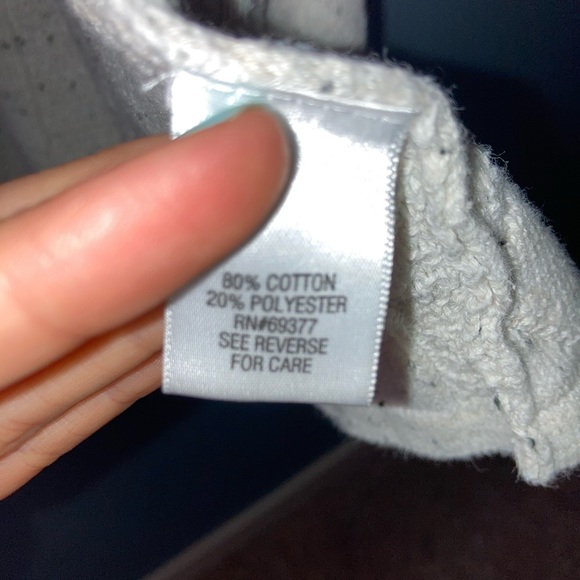 80% COTTON
20% POLYESTER
RN#69377
SEE REVERSE
FOR CARE